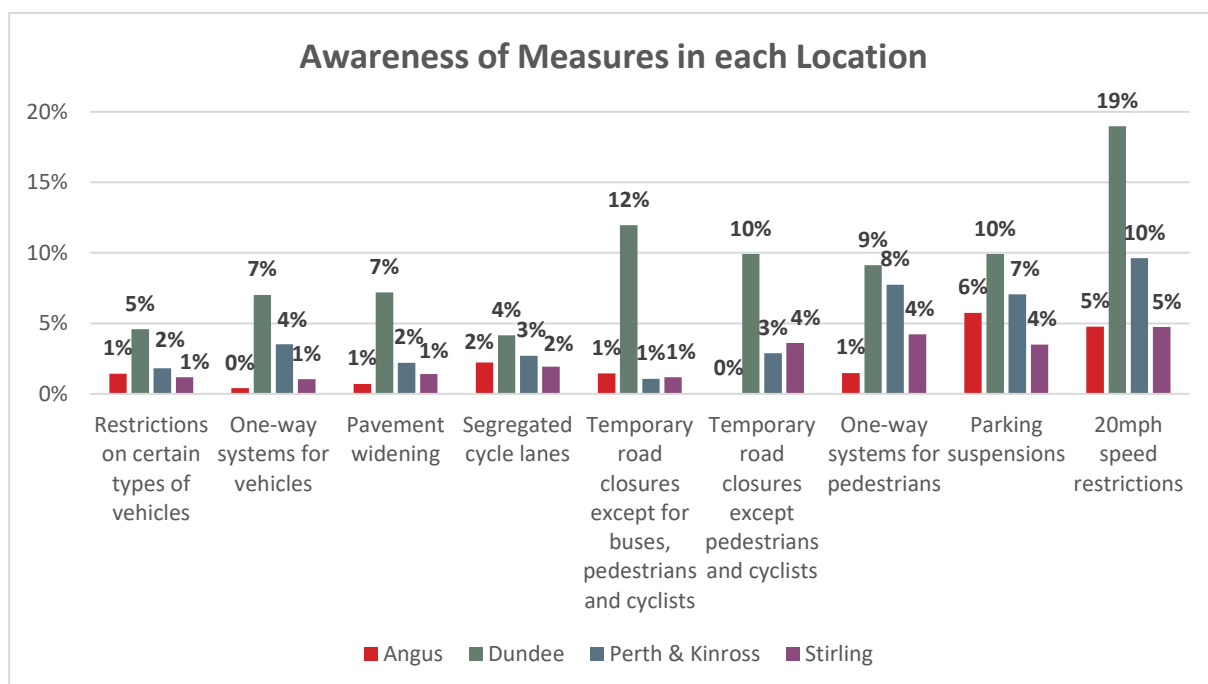 Awareness of Measures in each Location
20%
15%
10%
5%
0%
1% 5% 2% 1%
0% 7% 4% 1%
1% 7% 2% 1%
2% 4% 3% 2%
1% 12% 1% 1%
0% 10% 3% 4%
1% 9% 8% 4%
6% 10% 7% 4%
5% 19% 10% 5%
Restrictions
on certain
types of
vehicles
One-way
systems for
vehicles
Pavement
widening
Segregated
cycle lanes
Temporary
road
closures
except for
buses,
pedestrians
and cyclists
Temporary
road
closures
except
pedestrians
and cyclists
One-way
systems for
pedestrians
Parking
suspensions
20mph
speed
restrictions
Angus Dundee Perth & Kinross Stirling